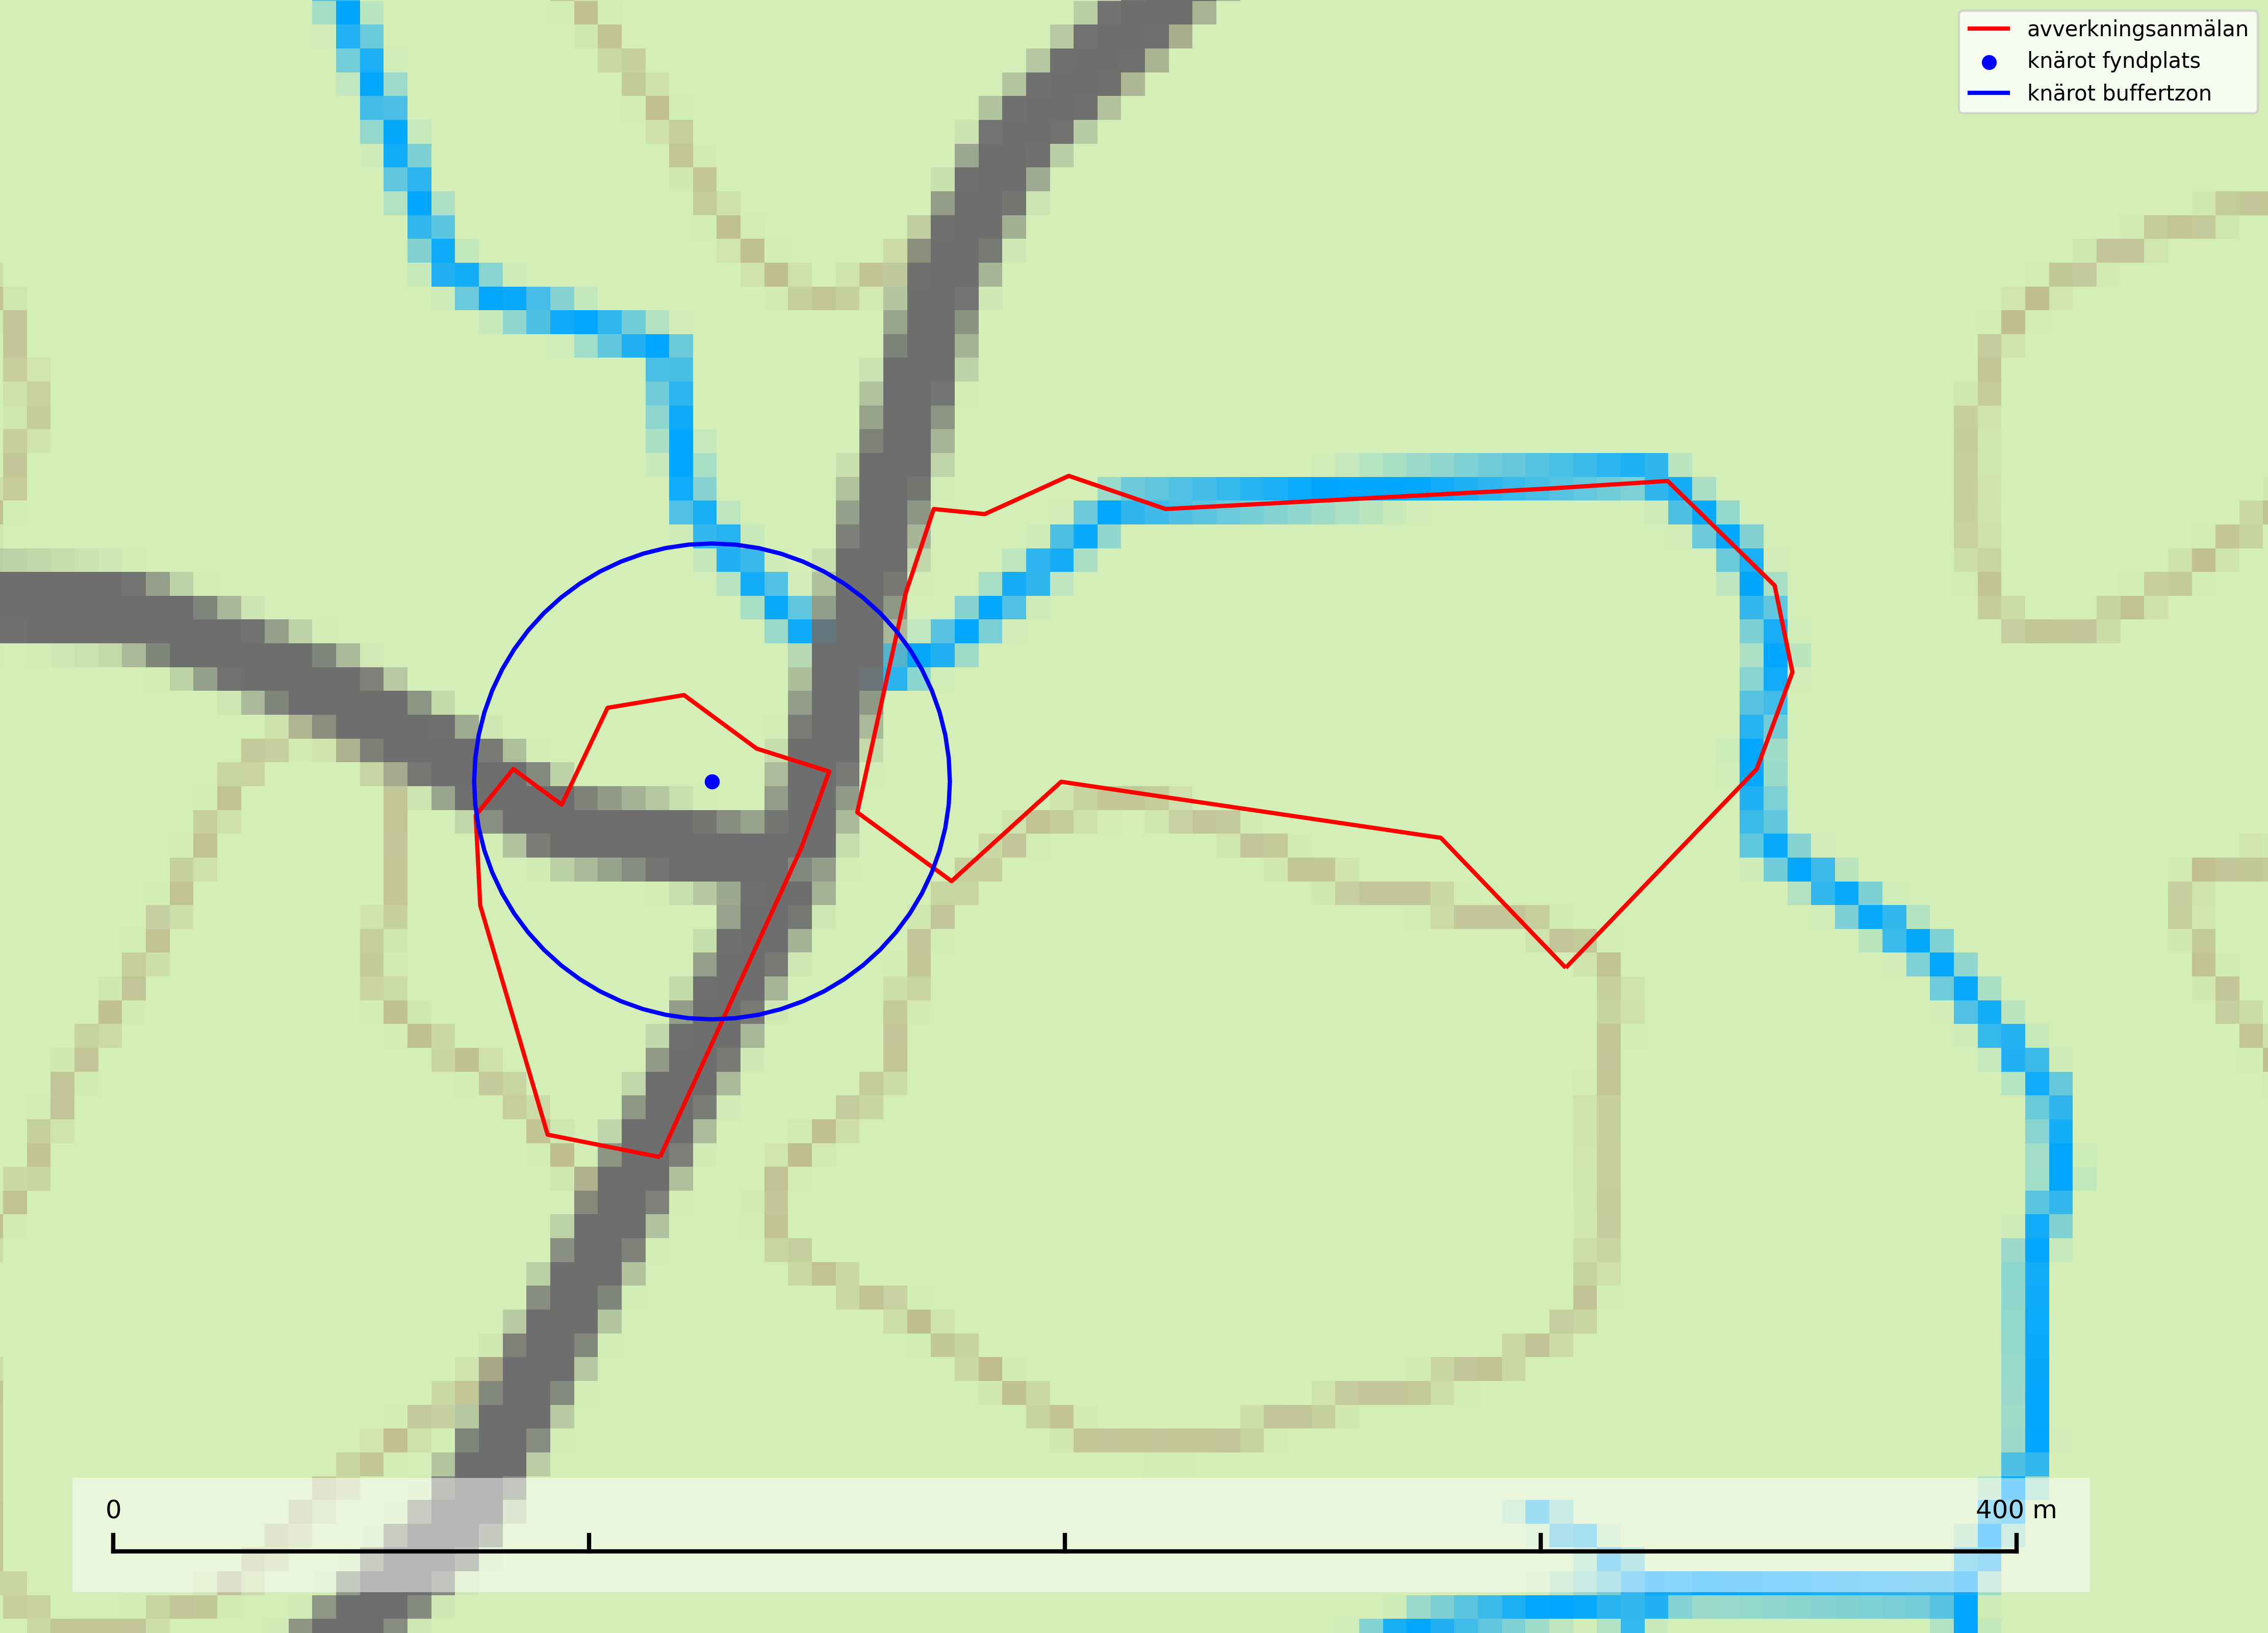 avverkningsanmälan
knärot fyndplats
knärot buffertzon
0
400 m